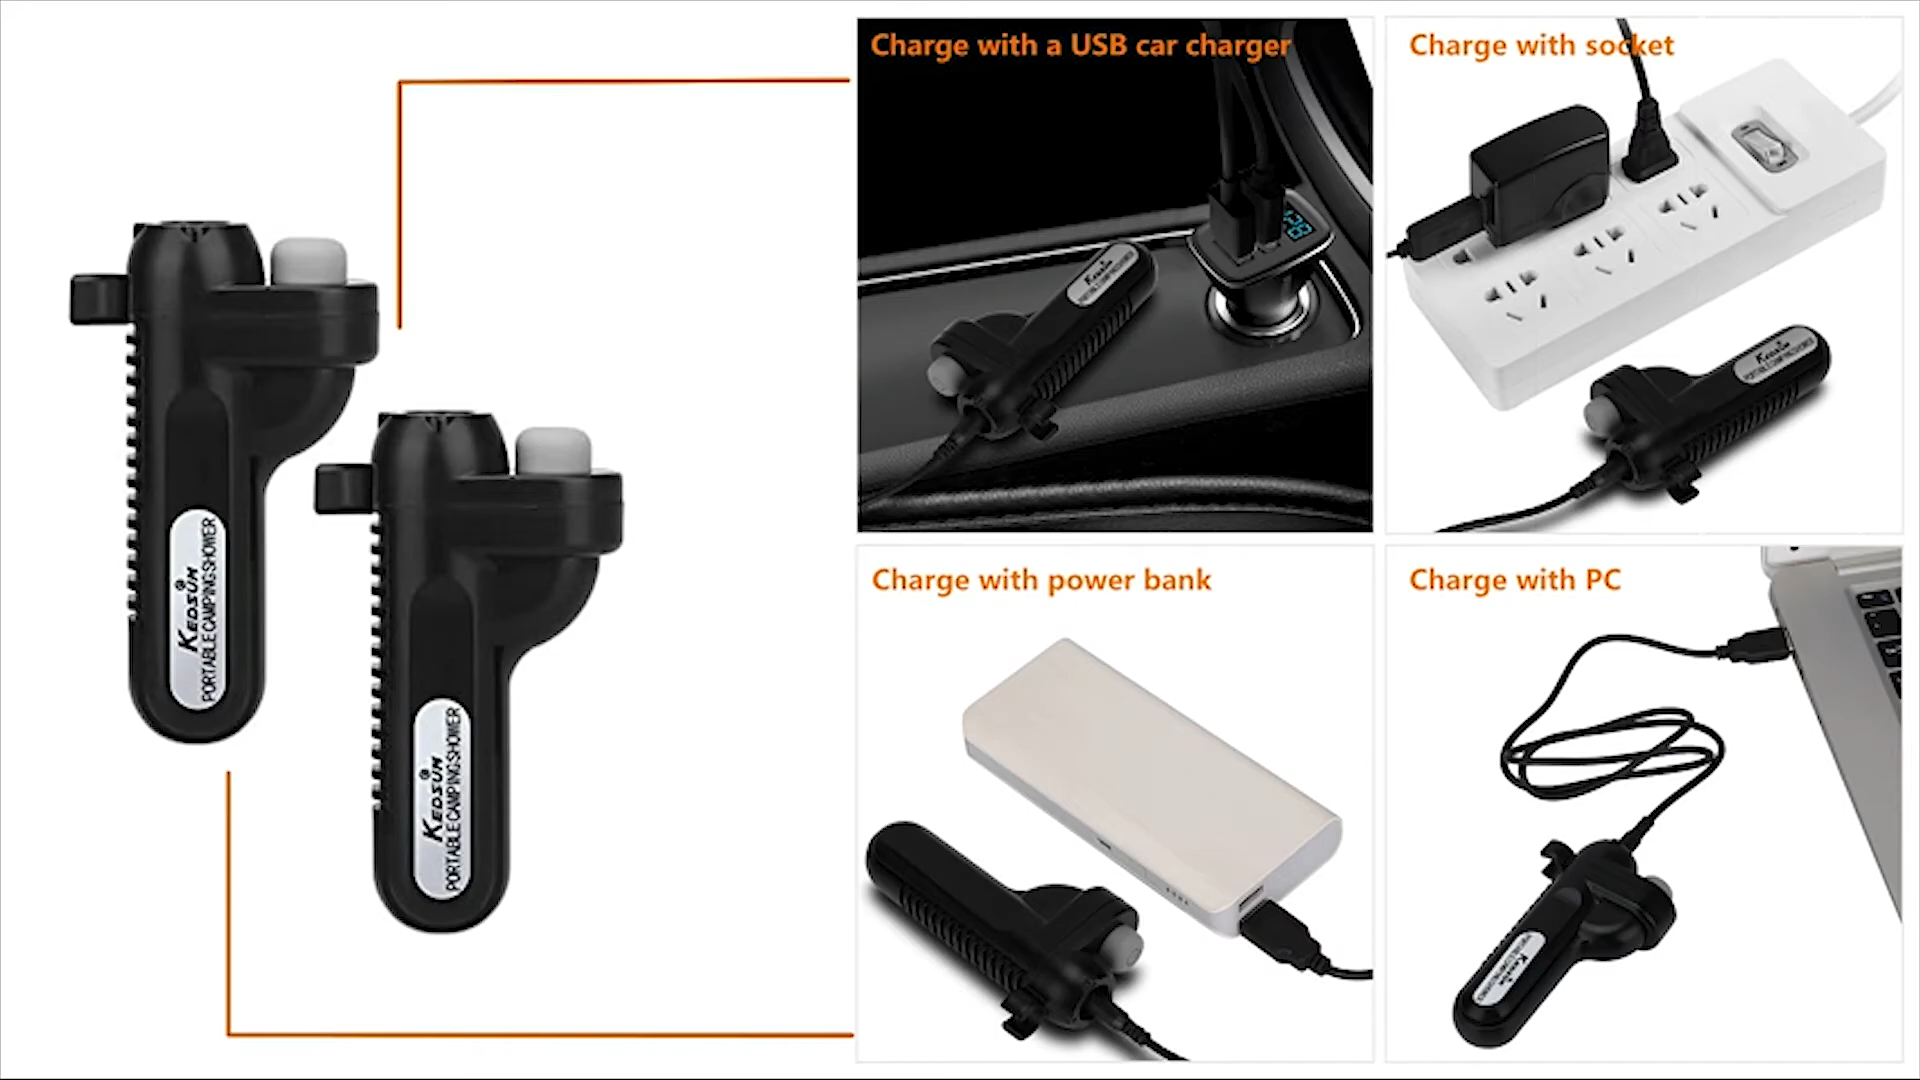 Charge with a USB car charger
Charge with socket
KEDSUM®
PORTABLE CAMPING SHOWER
KEDSUM®
PORTABLE CAMPING SHOWER
Charge with power bank
Charge with PC